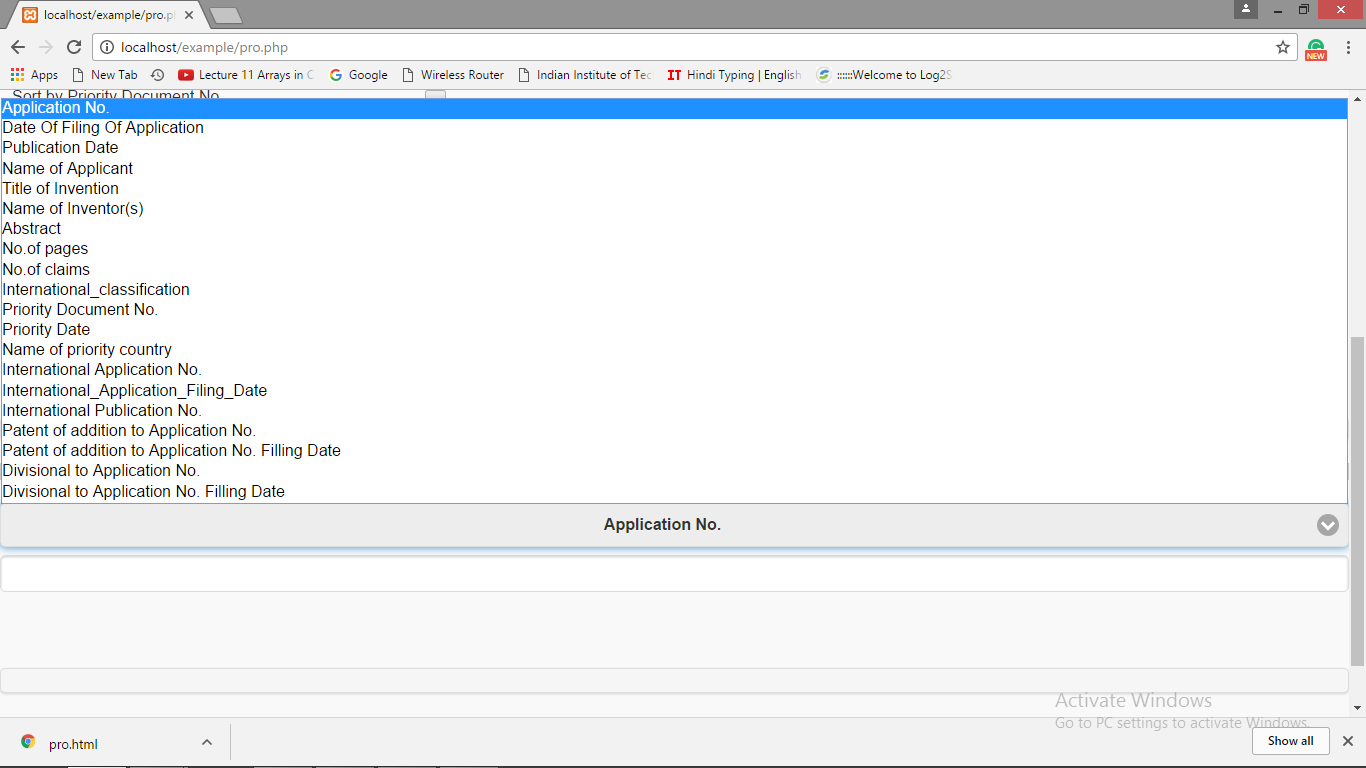 localhost/example/pro.p
localhost/example/pro.php
Apps
New Tab
Lecture 11 Arrays in C
Google
Wireless Router
Indian Institute of Tec
IT Hindi Typing | English
::::::Welcome to Log2S
NEW
Sort by Priority Document No
Application No.
Date Of Filing Of Application
Publication Date
Name of Applicant
Title of Invention
Name of Inventor(s)
Abstract
No.of pages
No.of claims
International_classification
Priority Document No.
Priority Date
Name of priority country
International Application No.
International_Application_Filing_Date
International Publication No.
Patent of addition to Application No.
Patent of addition to Application No. Filling Date
Divisional to Application No.
Divisional to Application No. Filling Date
Application No.
Activate Windows
Go to PC settings to activate Windows.
pro.html
Show all